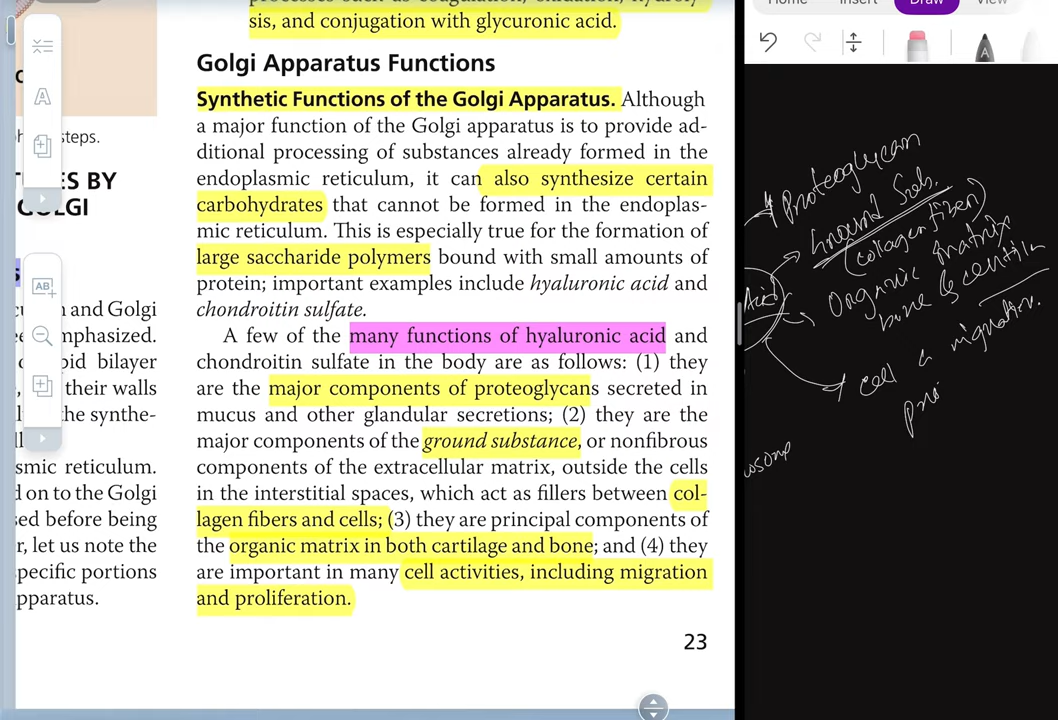 sis, and conjugation with glycuronic acid.
Golgi Apparatus Functions
Synthetic Functions of the Golgi Apparatus. Although
a major function of the Golgi apparatus is to provide ad-
ditional processing of substances already formed in the
endoplasmic reticulum, it can also synthesize certain
carbohydrates that cannot be formed in the endoplas-
mic reticulum. This is especially true for the formation of
large saccharide polymers bound with small amounts of
protein; important examples include hyaluronic acid and
chondroitin sulfate.
A few of the many functions of hyaluronic acid and
chondroitin sulfate in the body are as follows: (1) they
are the major components of proteoglycans secreted in
mucus and other glandular secretions; (2) they are the
major components of the ground substance, or nonfibrous
components of the extracellular matrix, outside the cells
in the interstitial spaces, which act as fillers between col-
lagen fibers and cells; (3) they are principal components of
the organic matrix in both cartilage and bone; and (4) they
are important in many cell activities, including migration
and proliferation.
23
steps.
ES BY
GOLGI
n and Golgi
mphasized.
oid bilayer
their walls
the synthe-
smic reticulum.
d on to the Golgi
sed before being
r, let us note the
specific portions
pparatus.
Home Insert Draw View
A
A
AB
Proteoglycan
Ground Sub.
(collagen fiber)
Organic matrix
bone &
Cell migration.